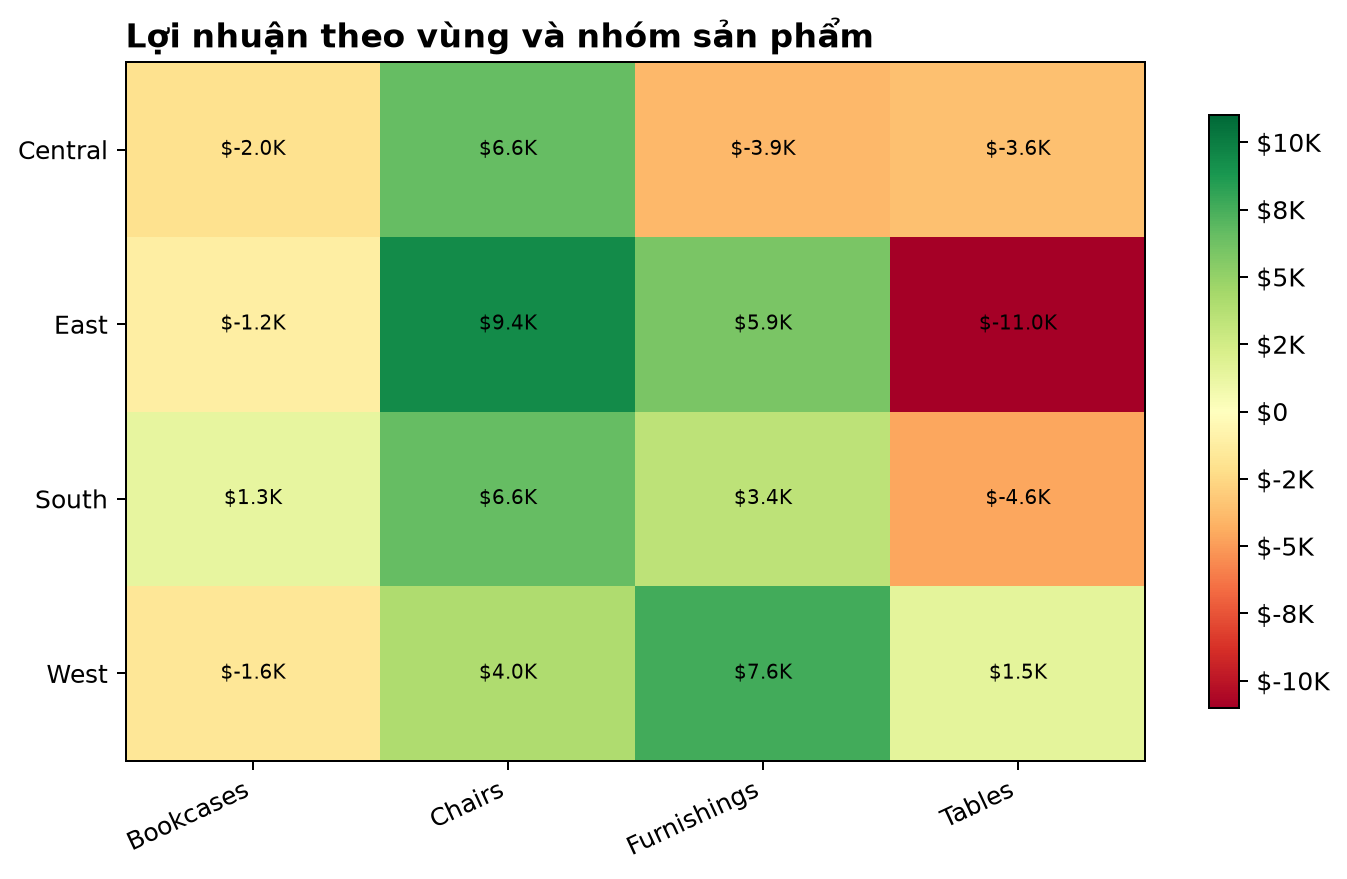 Lợi nhuận theo vùng và nhóm sản phẩm
Central
$-2.0K
$6.6K
$-3.9K
$-3.6K
East
$-1.2K
$9.4K
$5.9K
$-11.0K
South
$1.3K
$6.6K
$3.4K
$-4.6K
West
$-1.6K
$4.0K
$7.6K
$1.5K
Bookcases
Chairs
Furnishings
Tables
$10K
$8K
$5K
$2K
$0
$-2K
$-5K
$-8K
$-10K